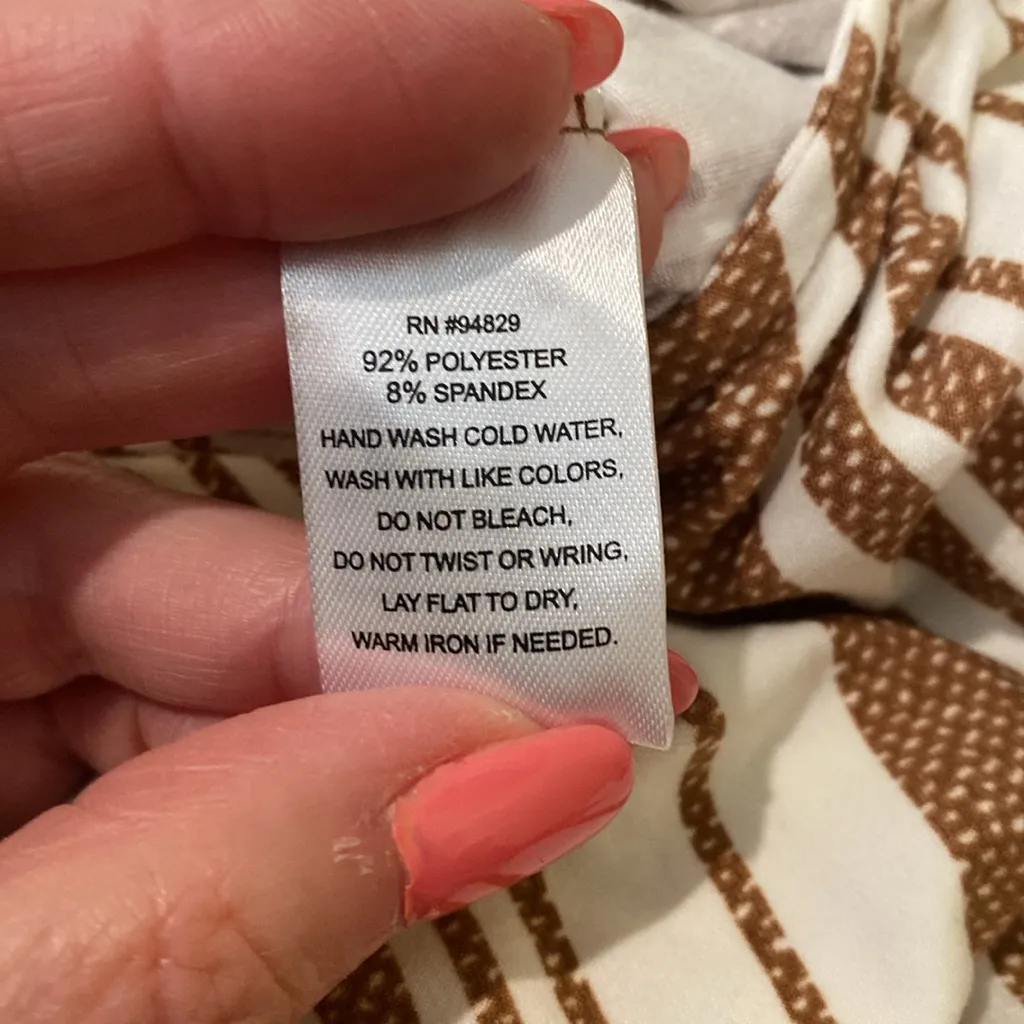 RN #94829
92% POLYESTER
8% SPANDEX
HAND WASH COLD WATER,
WASH WITH LIKE COLORS,
DO NOT BLEACH,
DO NOT TWIST OR WRING,
LAY FLAT TO DRY,
WARM IRON IF NEEDED.